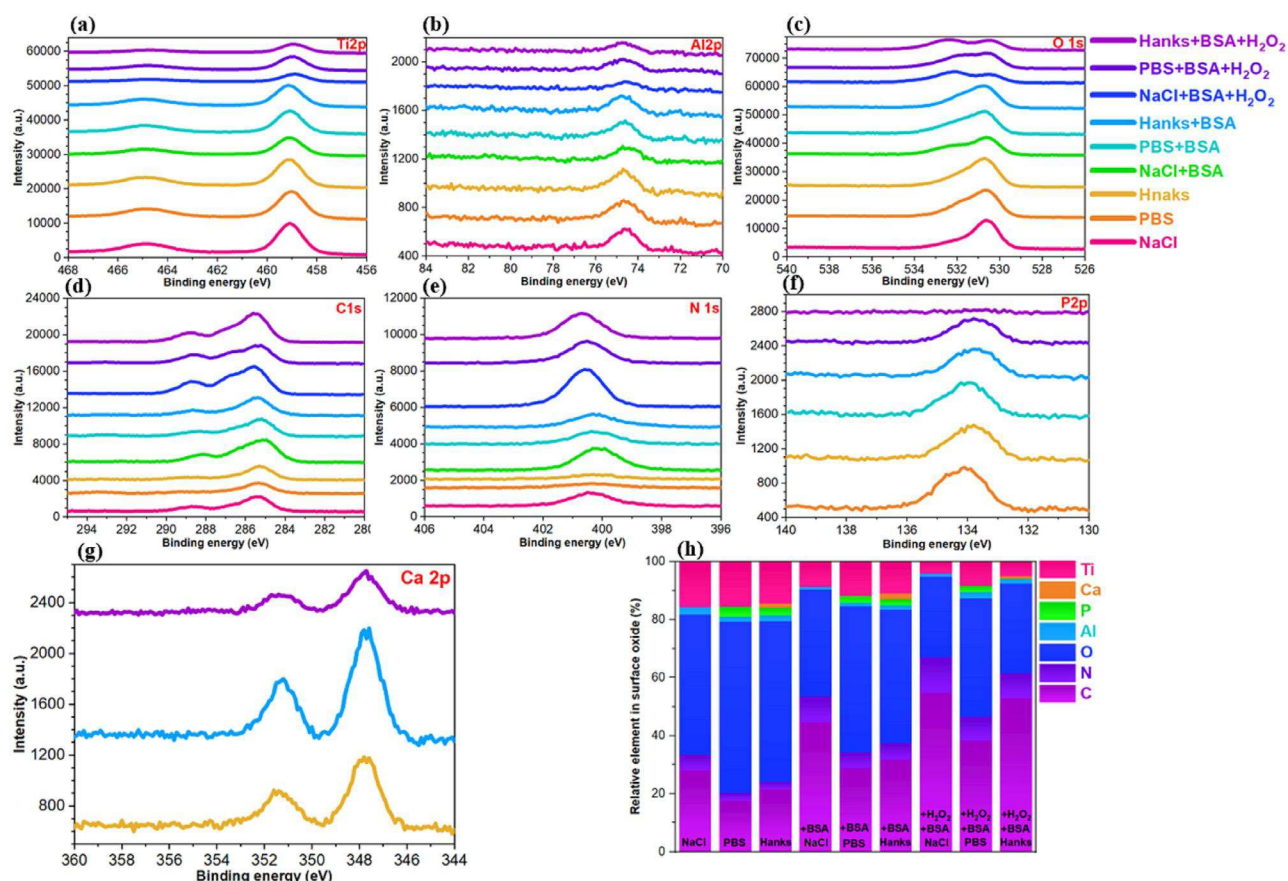 (a)
Ti2p
Intensity (a.u.)
60000
50000
40000
30000
20000
10000
0
468 466 464 462 460 458 456
Binding energy (eV)
(b)
Al2p
Intensity (a.u.)
2000
1600
1200
800
400
84 82 80 78 76 74 72 70
Binding energy (eV)
(c)
O 1s
Intensity (a.u.)
70000
60000
50000
40000
30000
20000
10000
0
540 538 536 534 532 530 528 526
Binding energy (eV)
Hanks+BSA+H₂O₂
PBS+BSA+H₂O₂
NaCl+BSA+H₂O₂
Hanks+BSA
PBS+BSA
NaCl+BSA
Hnaks
PBS
NaCl
(d)
C1s
Intensity (a.u.)
24000
20000
16000
12000
8000
4000
0
294 292 290 288 286 284 282 280
Binding energy (eV)
(e)
N 1s
Intensity (a.u.)
12000
10000
8000
6000
4000
2000
0
406 404 402 400 398 396
Binding energy (eV)
(f)
P2p
Intensity (a.u.)
2800
2400
2000
1600
1200
800
400
140 138 136 134 132 130
Binding energy (eV)
(g)
Ca 2p
Intensity (a.u.)
2400
2000
1600
1200
800
360 357 354 351 350 348 347 344
Binding energy (eV)
(h)
Relative element in surface oxide (%)
100
80
60
40
20
0
NaCl
PBS
Hanks
+BSA
NaCl
+BSA
PBS
+BSA
Hanks
+H₂O₂
+BSA
NaCl
+H₂O₂
+BSA
PBS
+H₂O₂
+BSA
Hanks
Ti
Ca
P
Al
O
N
C